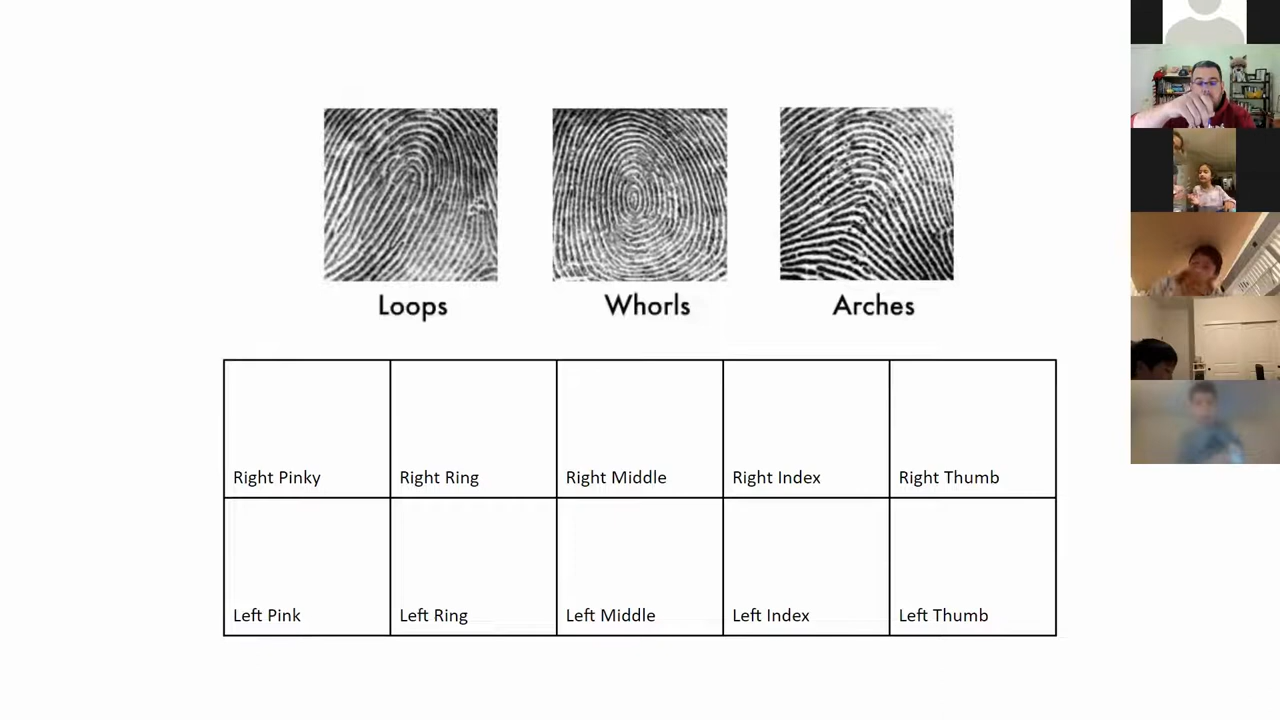 Loops Whorls Arches
Right Pinky Right Ring Right Middle Right Index Right Thumb
Left Pink Left Ring Left Middle Left Index Left Thumb